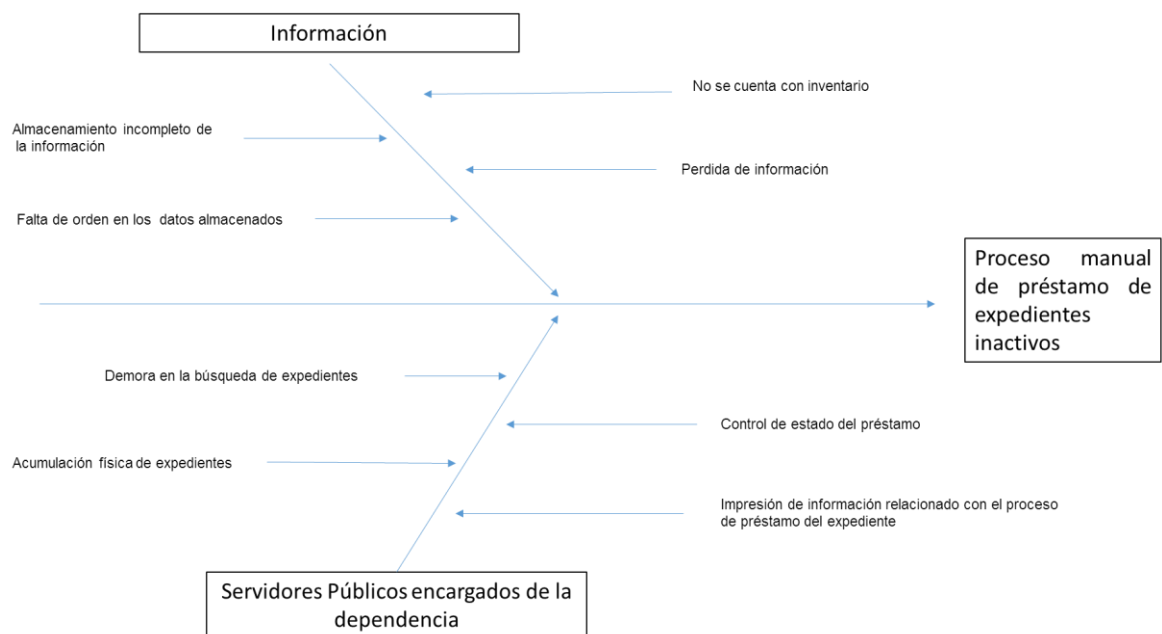 Información
No se cuenta con inventario
Almacenamiento incompleto de
la información
Perdida de información
Falta de orden en los datos almacenados
Proceso manual
de préstamo de
expedientes
inactivos
Demora en la búsqueda de expedientes
Control de estado del préstamo
Acumulación física de expedientes
Impresión de información relacionado con el proceso
de préstamo del expediente
Servidores Públicos encargados de la
dependencia